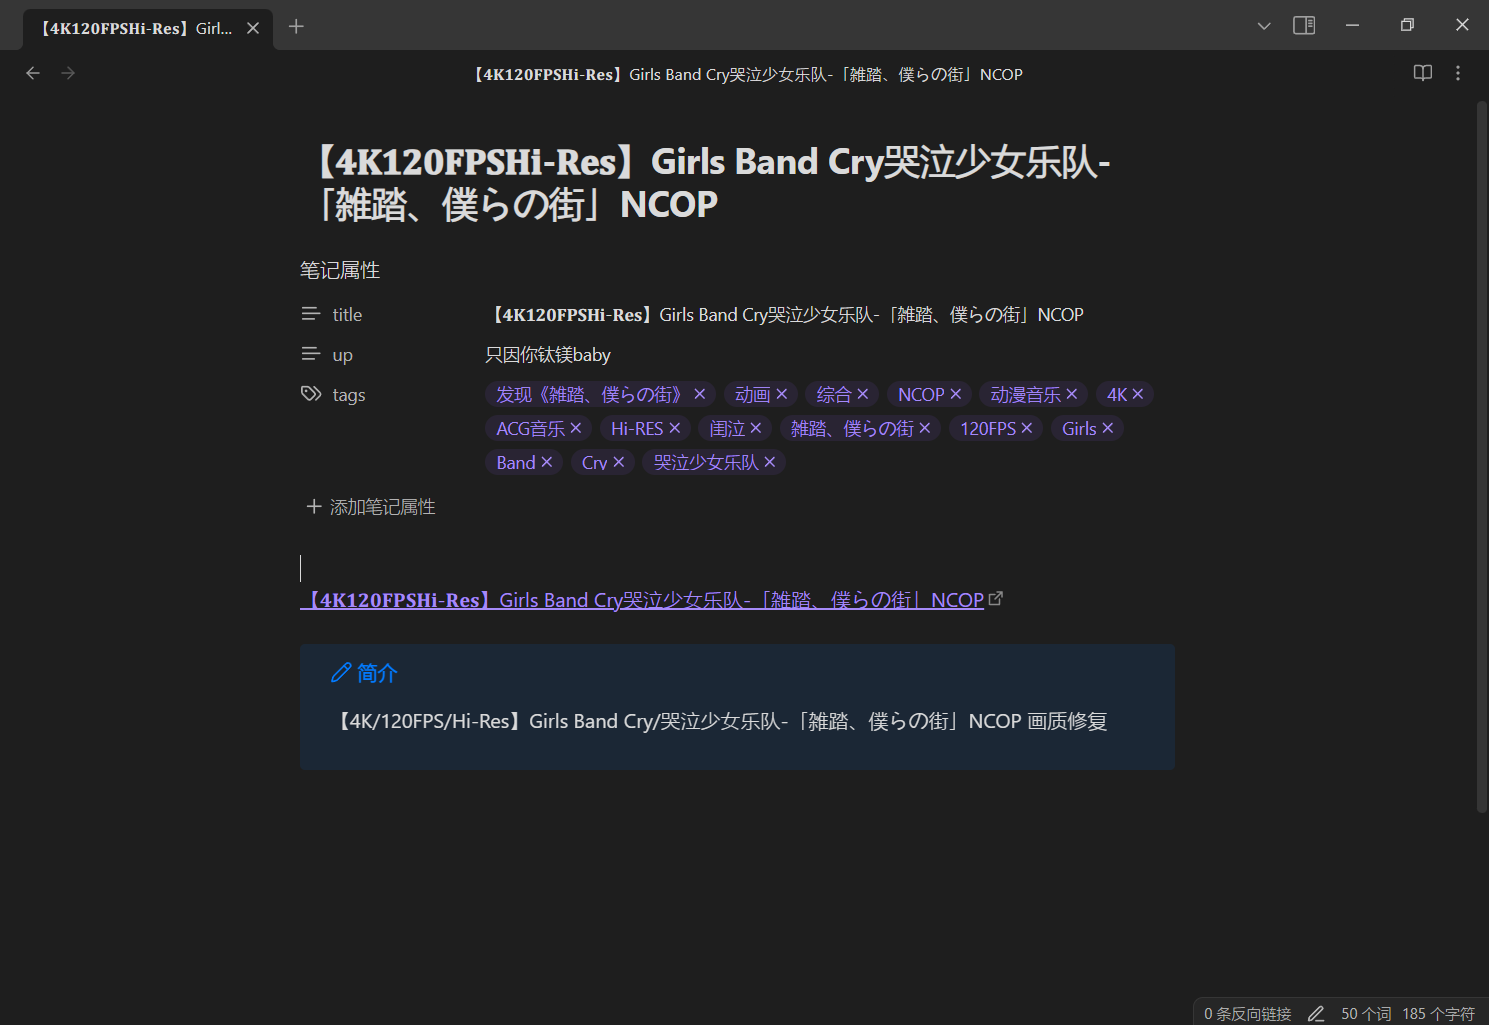 【4K120FPSHi-Res】Girl...
【4K120FPSHi-Res】Girls Band Cry哭泣少女乐队-「雑踏、僕らの街」NCOP
【4K120FPSHi-Res】Girls Band Cry哭泣少女乐队-
「雑踏、僕らの街」NCOP
笔记属性
title 【4K120FPSHi-Res】Girls Band Cry哭泣少女乐队-「雑踏、僕らの街」NCOP
up 只因你钛镁baby
tags 发现《雑踏、僕らの街》 动画 综合 NCOP 动漫音乐 4K
ACG音乐 Hi-RES 闺泣 雑踏、僕らの街 120FPS Girls
Band Cry 哭泣少女乐队
添加笔记属性
【4K120FPSHi-Res】Girls Band Cry哭泣少女乐队-「雑踏、僕らの街」NCOP
简介
【4K/120FPS/Hi-Res】Girls Band Cry/哭泣少女乐队-「雑踏、僕らの街」NCOP 画质修复
0 条反向链接 50 个词 185 个字符